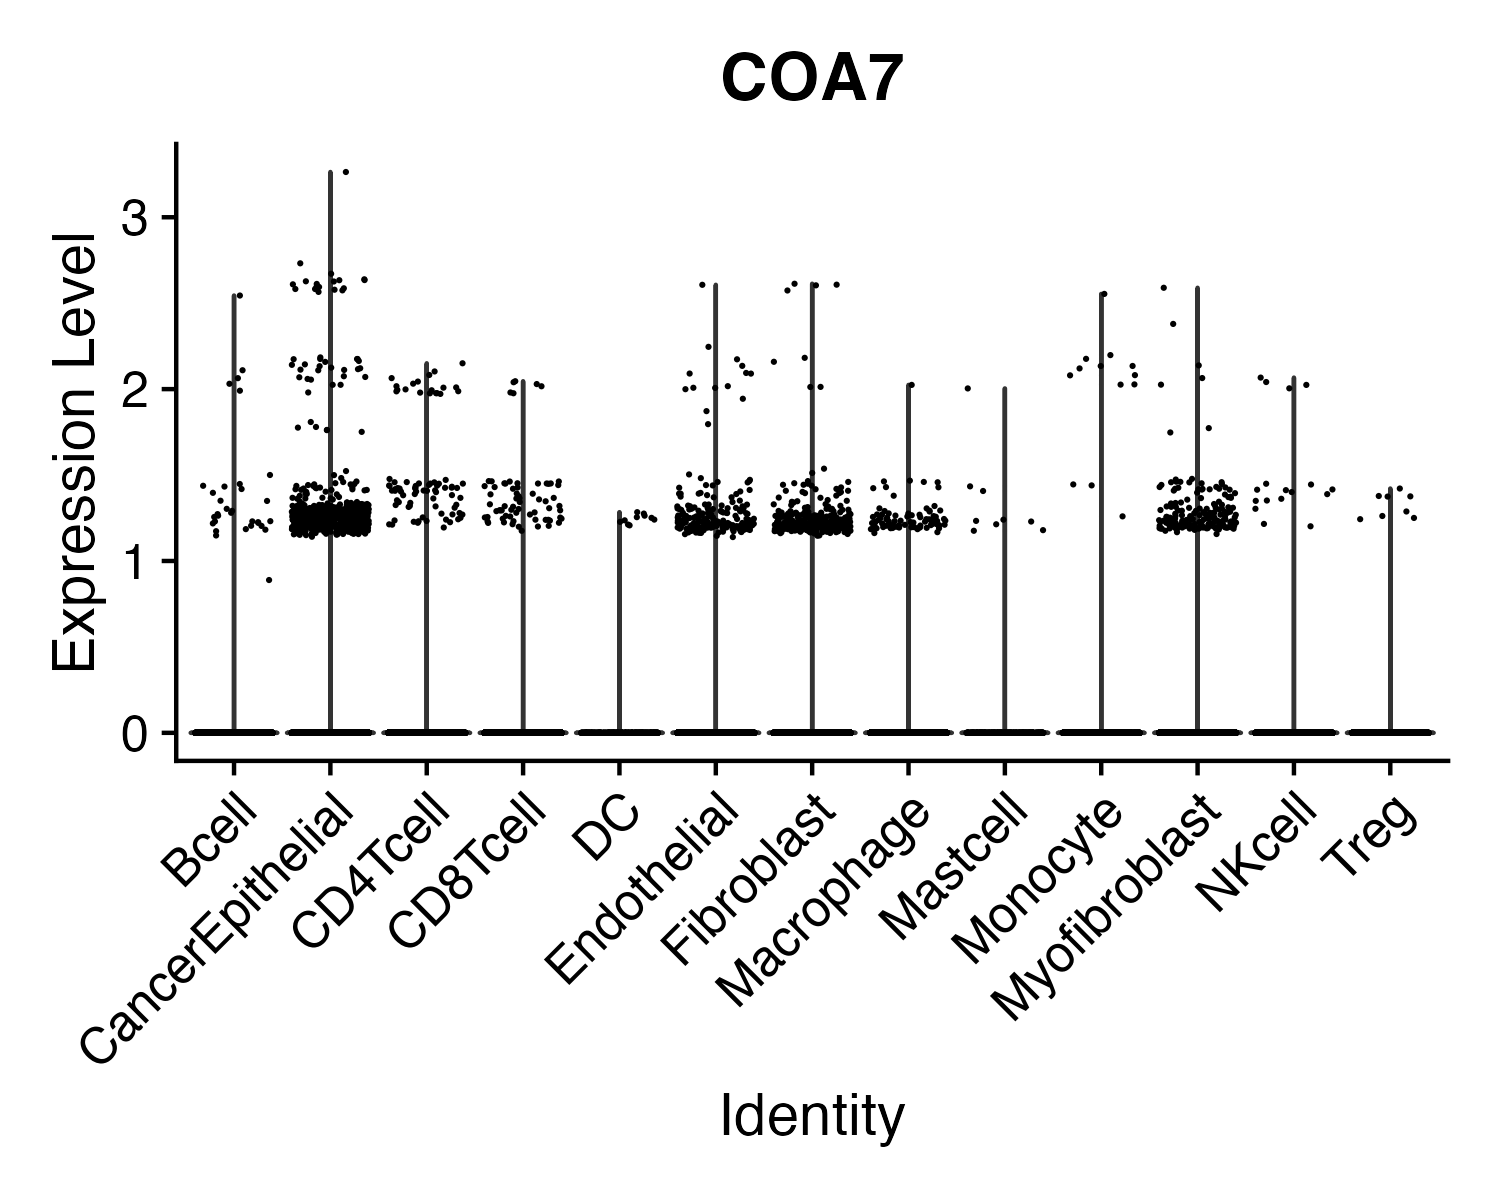 COA7
Expression Level
3
2
1
0
Bcell
CancerEpithelial
CD4Tcell
CD8Tcell
DC
Endothelial
Fibroblast
Macrophage
Mastcell
Monocyte
Myofibroblast
NKcell
Treg
Identity